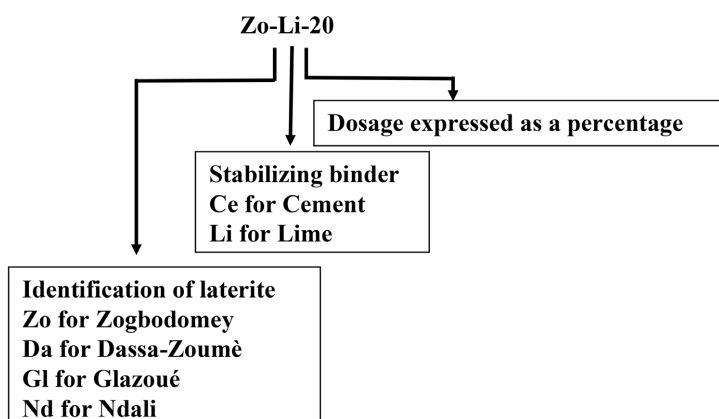 Zo-Li-20
Dosage expressed as a percentage
Stabilizing binder
Ce for Cement
Li for Lime
Identification of laterite
Zo for Zogbodomey
Da for Dassa-Zoumè
Gl for Glazoué
Nd for Ndali